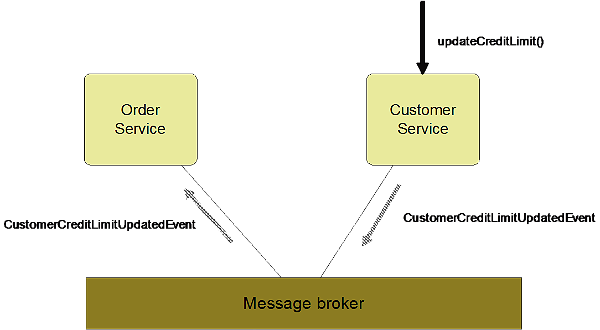 updateCreditLimit()
Order
Service
Customer
Service
CustomerCreditLimitUpdatedEvent
CustomerCreditLimitUpdatedEvent
Message broker